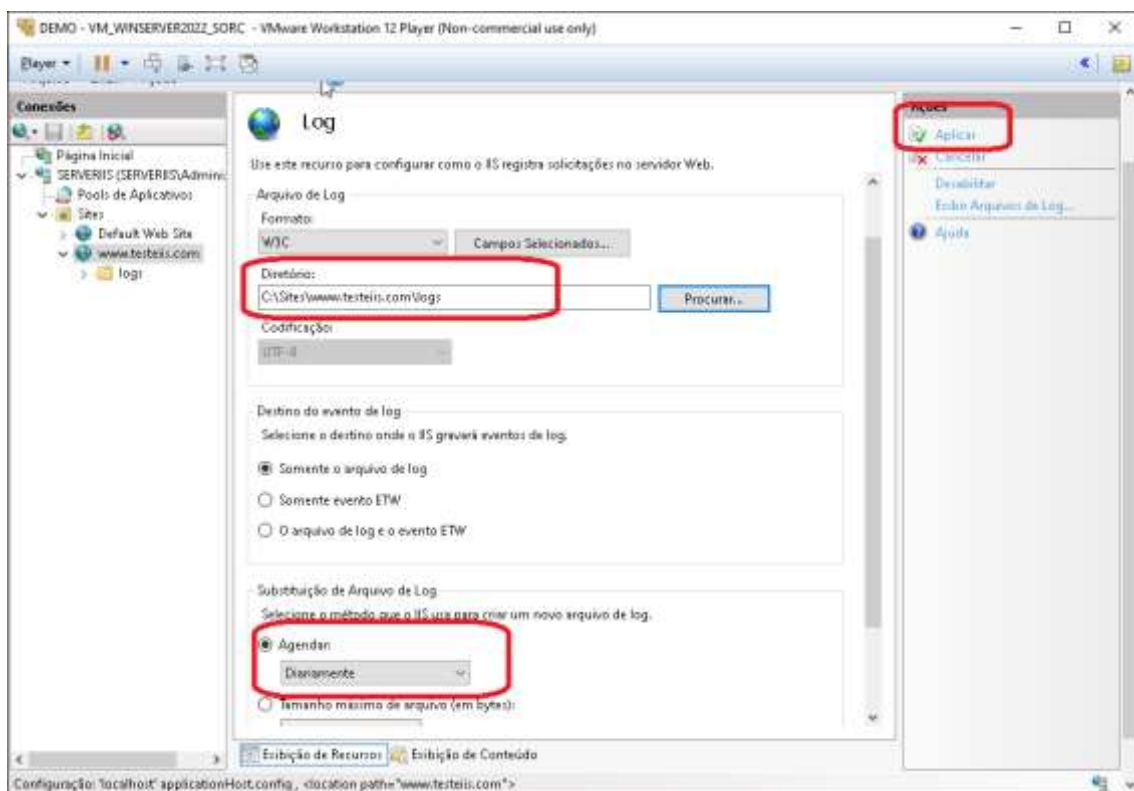 DEMO - VM_WINSERVER2022_SORC - VMware Workstation 12 Player (Non-commercial use only)
Player
Conexões
Página Inicial
SERVERIIS (SERVERIIS\Admini
Pools de Aplicativos
Sites
Default Web Site
www.testeiis.com
logs
Log
Use este recurso para configurar como o IIS registra solicitações no servidor Web.
Arquivo de Log
Formato:
W3C
Campos Selecionados...
Diretório:
C:\Sites\www.testeiis.com\logs
Procurar...
Codificação:
UTF-8
Destino do evento de log
Selecione o destino onde o IIS gravará eventos de log.
Somente o arquivo de log
Somente evento ETW
O arquivo de log e o evento ETW
Substituição de Arquivo de Log
Selecione o método que o IIS usa para criar um novo arquivo de log.
Agendar:
Diariamente
Tamanho máximo de arquivo (em bytes):
Exibição de Recursos
Exibição de Conteúdo
Ações
Aplicar
Cancelar
Desabilitar
Exibir Arquivos de Log...
Ajuda
Configuração: 'localhost' applicationHost.config , <location path="www.testeiis.com">